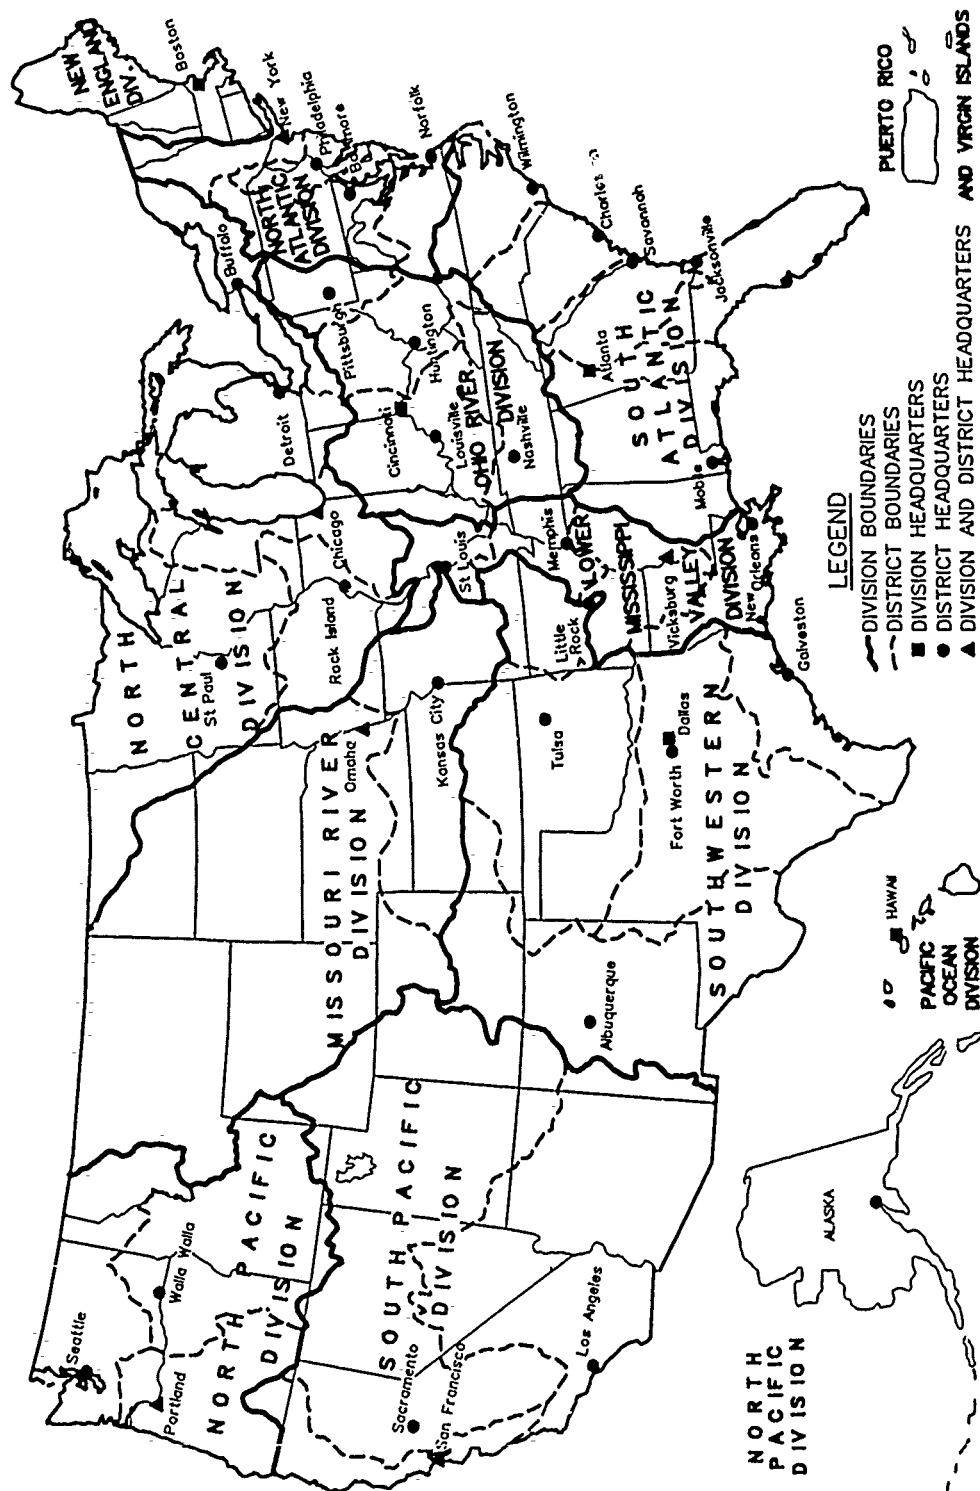 NEW
ENGLAND
DIV.
Boston
New York
Philadelphia
Baltimore
NORTH
ATLANTIC
DIVISION
Norfolk
Wilmington
Savannah
Jacksonville
Buffalo
Pittsburgh
Huntington
Cincinnati
Louisville
OHIO RIVER
DIVISION
Nashville
Atlanta
SOUTH
ATLANTIC
DIVISION
Mobile
Detroit
Chicago
Rock Island
St Paul
NORTH
CENTRAL
DIVISION
St Louis
Memphis
LOWER
MISSISSIPPI
VALLEY
DIVISION
Vicksburg
New Orleans
Little
Rock
Galveston
Omaha
Kansas City
MISSOURI RIVER
DIVISION
Tulsa
Fort Worth
Dallas
SOUTHWESTERN
DIVISION
Albuquerque
Seattle
Portland
Walla Walla
NORTH PACIFIC
DIVISION
SOUTH PACIFIC
DIVISION
Sacramento
San Francisco
Los Angeles
NORTH
PACIFIC
DIVISION
ALASKA
HAWAII
PACIFIC
OCEAN
DIVISION
LEGEND
DIVISION BOUNDARIES
DISTRICT BOUNDARIES
DIVISION HEADQUARTERS
DISTRICT HEADQUARTERS
DIVISION AND DISTRICT HEADQUARTERS
PUERTO RICO
AND VIRGIN ISLANDS